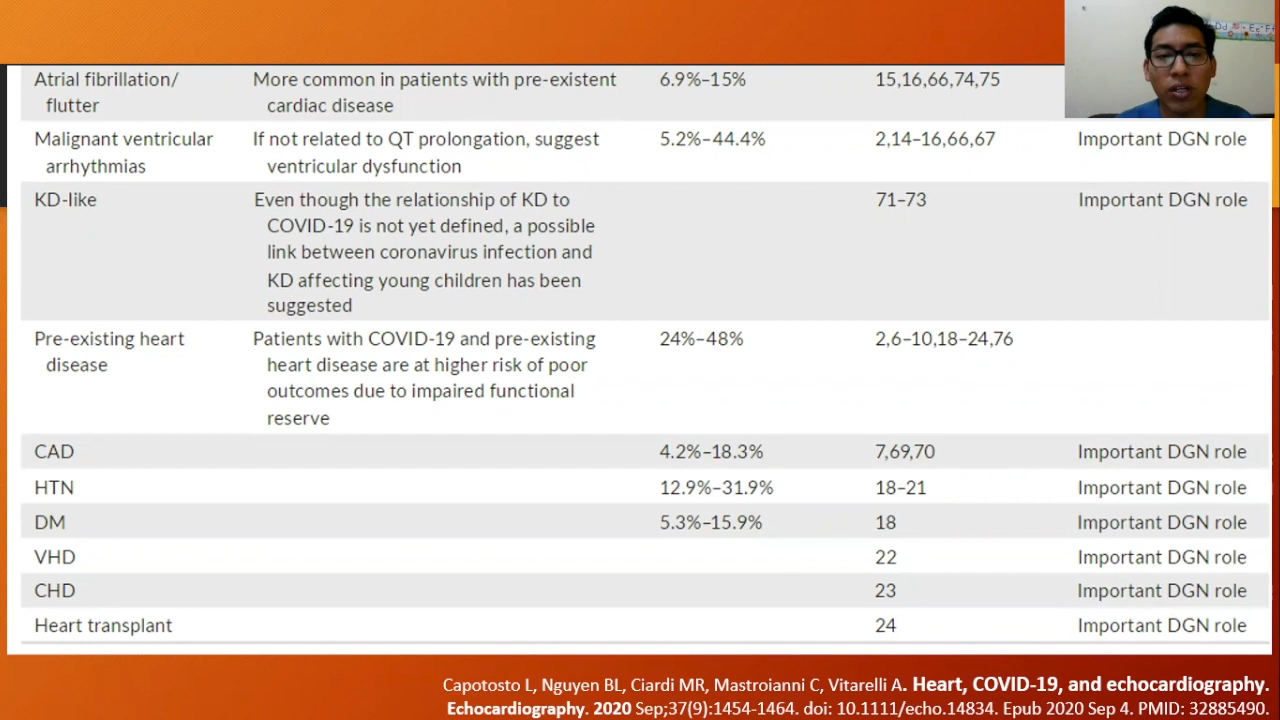 Atrial fibrillation/ More common in patients with pre-existent 6.9%–15% 15,16,66,74,75
flutter cardiac disease
Malignant ventricular If not related to QT prolongation, suggest 5.2%–44.4% 2,14–16,66,67 Important DGN role
arrhythmias ventricular dysfunction
KD-like Even though the relationship of KD to 71–73 Important DGN role
COVID-19 is not yet defined, a possible
link between coronavirus infection and
KD affecting young children has been
suggested
Pre-existing heart Patients with COVID-19 and pre-existing 24%–48% 2,6–10,18–24,76
disease heart disease are at higher risk of poor
outcomes due to impaired functional
reserve
CAD 4.2%–18.3% 7,69,70 Important DGN role
HTN 12.9%–31.9% 18–21 Important DGN role
DM 5.3%–15.9% 18 Important DGN role
VHD 22 Important DGN role
CHD 23 Important DGN role
Heart transplant 24 Important DGN role
Capotosto L, Nguyen BL, Ciardi MR, Mastroianni C, Vitarelli A. Heart, COVID-19, and echocardiography.
Echocardiography. 2020 Sep;37(9):1454-1464. doi: 10.1111/echo.14834. Epub 2020 Sep 4. PMID: 32885490.